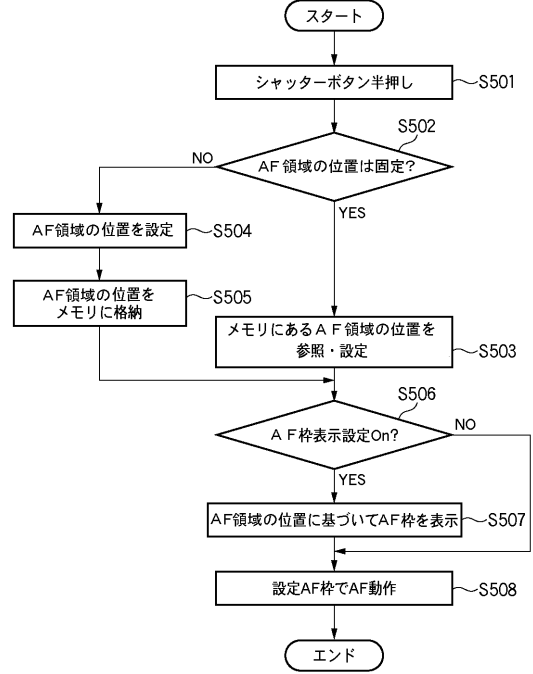 スタート
シャッターボタン半押し
S501
S502
AF領域の位置は固定?
NO
YES
AF領域の位置を設定
S504
AF領域の位置を
メモリに格納
S505
メモリにあるAF領域の位置を
参照・設定
S503
S506
AF枠表示設定On?
NO
YES
AF領域の位置に基づいてAF枠を表示
S507
設定AF枠でAF動作
S508
エンド